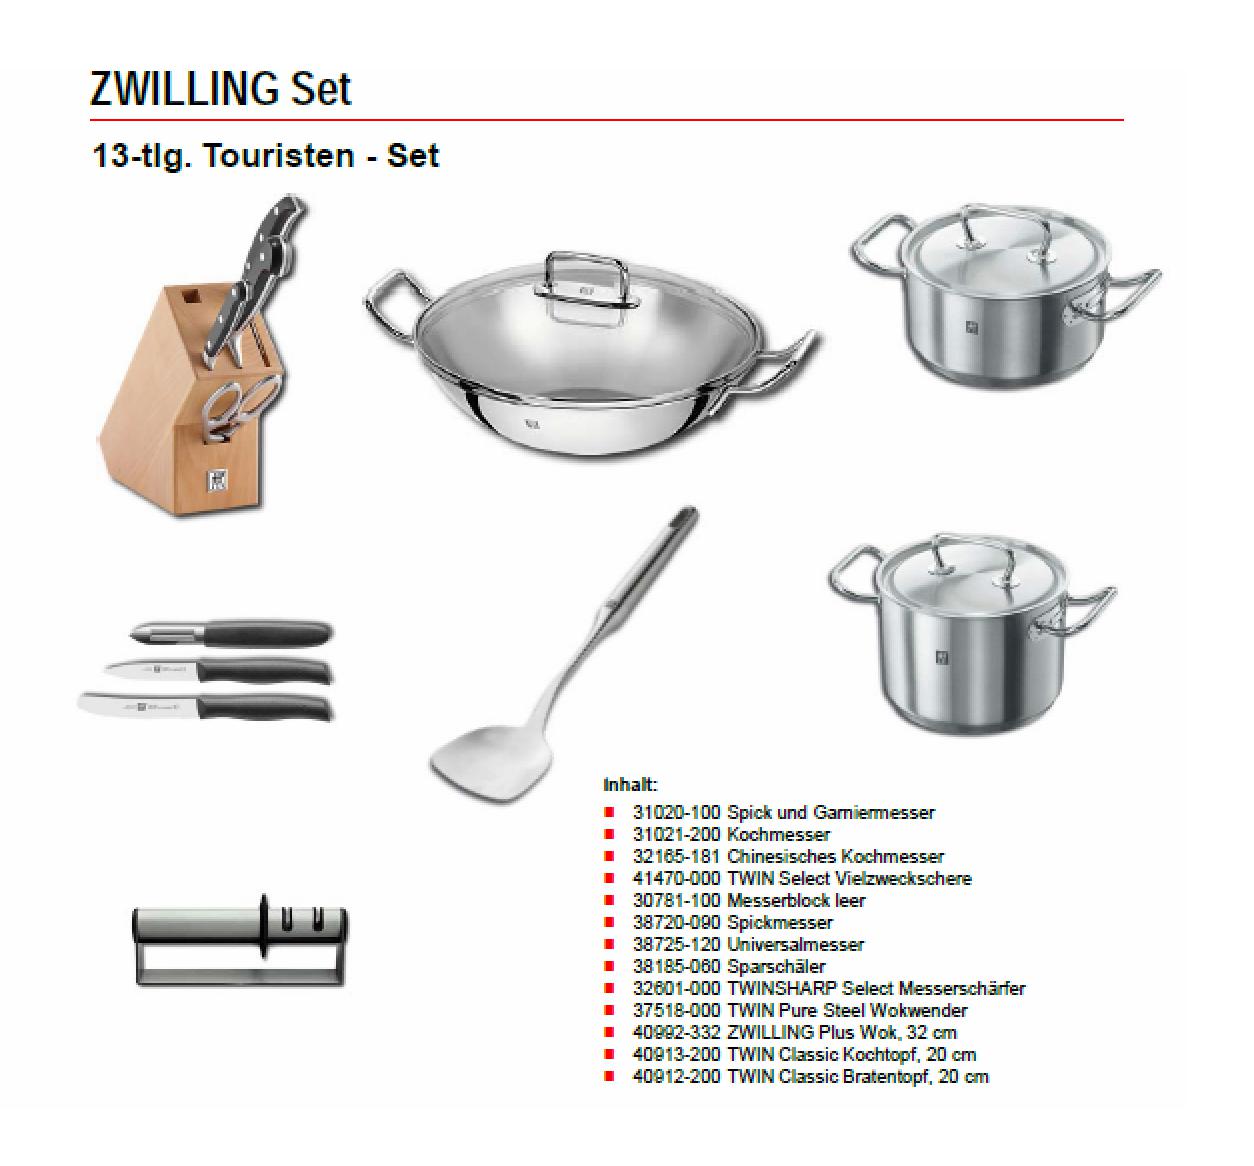 ZWILLING Set
13-tlg. Touristen - Set
Inhalt:
31020-100 Spick und Garniermesser
31021-200 Kochmesser
32165-181 Chinesisches Kochmesser
41470-000 TWIN Select Vielzweckschere
30781-100 Messerblock leer
38720-090 Spickmesser
38725-120 Universalmesser
38185-060 Sparschäler
32601-000 TWINSHARP Select Messerschärfer
37518-000 TWIN Pure Steel Wokwender
40992-332 ZWILLING Plus Wok, 32 cm
40913-200 TWIN Classic Kochtopf, 20 cm
40912-200 TWIN Classic Bratentopf, 20 cm